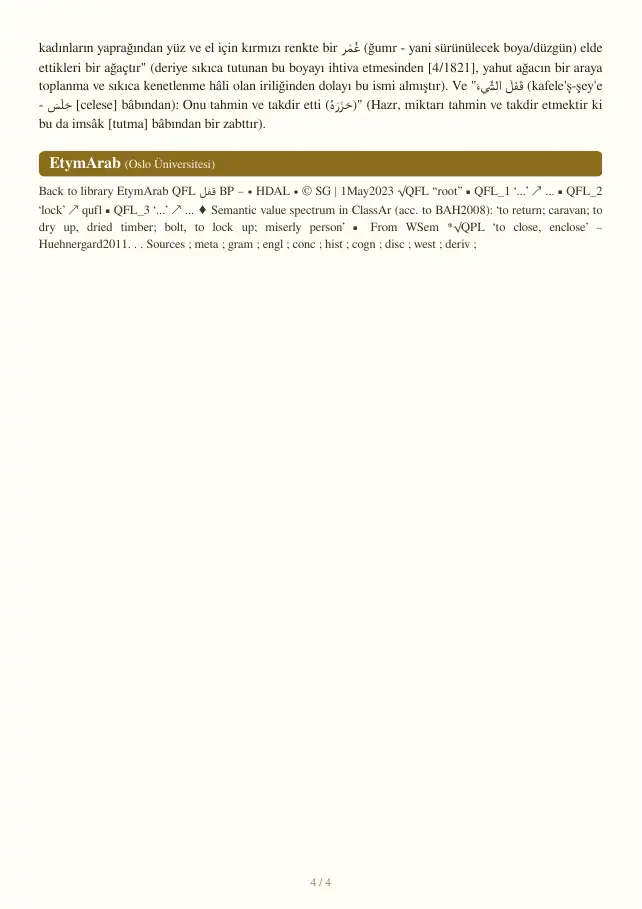 kadınların yaprağından yüz ve el için kırmızı renkte bir غُمْر (ğumr - yani sürünülecek boya/düzgün) elde
ettikleri bir ağaçtır" (deriye sıkıca tutunan bu boyayı ihtiva etmesinden [4/1821], yahut ağacın bir araya
toplanma ve sıkıca kenetlenme hâli olan iriliğinden dolayı bu ismi almıştır). Ve "قَفَلَ الشَّيءَ (kafele'ş-şey'e
- جَلَسَ [celese] bâbından): Onu tahmin ve takdir etti (حَزَرَهُ)" (Hazr, miktarı tahmin ve takdir etmektir ki
bu da imsâk [tutma] bâbından bir zabttır).
EtymArab (Oslo Üniversitesi)
Back to library EtymArab QFL قفل BP – • HDAL • © SG | 1May2023 √QFL “root” ▪ QFL_1 ‘...’ ↗ ... ▪ QFL_2
‘lock’ ↗ qufl ▪ QFL_3 ‘...’ ↗ ... ♦ Semantic value spectrum in ClassAr (acc. to BAH2008): ‘to return; caravan; to
dry up, dried timber; bolt, to lock up; miserly person’ ▪ From WSem *√QPL ‘to close, enclose’ –
Huehnergard2011. . . Sources ; meta ; gram ; engl ; conc ; hist ; cogn ; disc ; west ; deriv ;
4 / 4